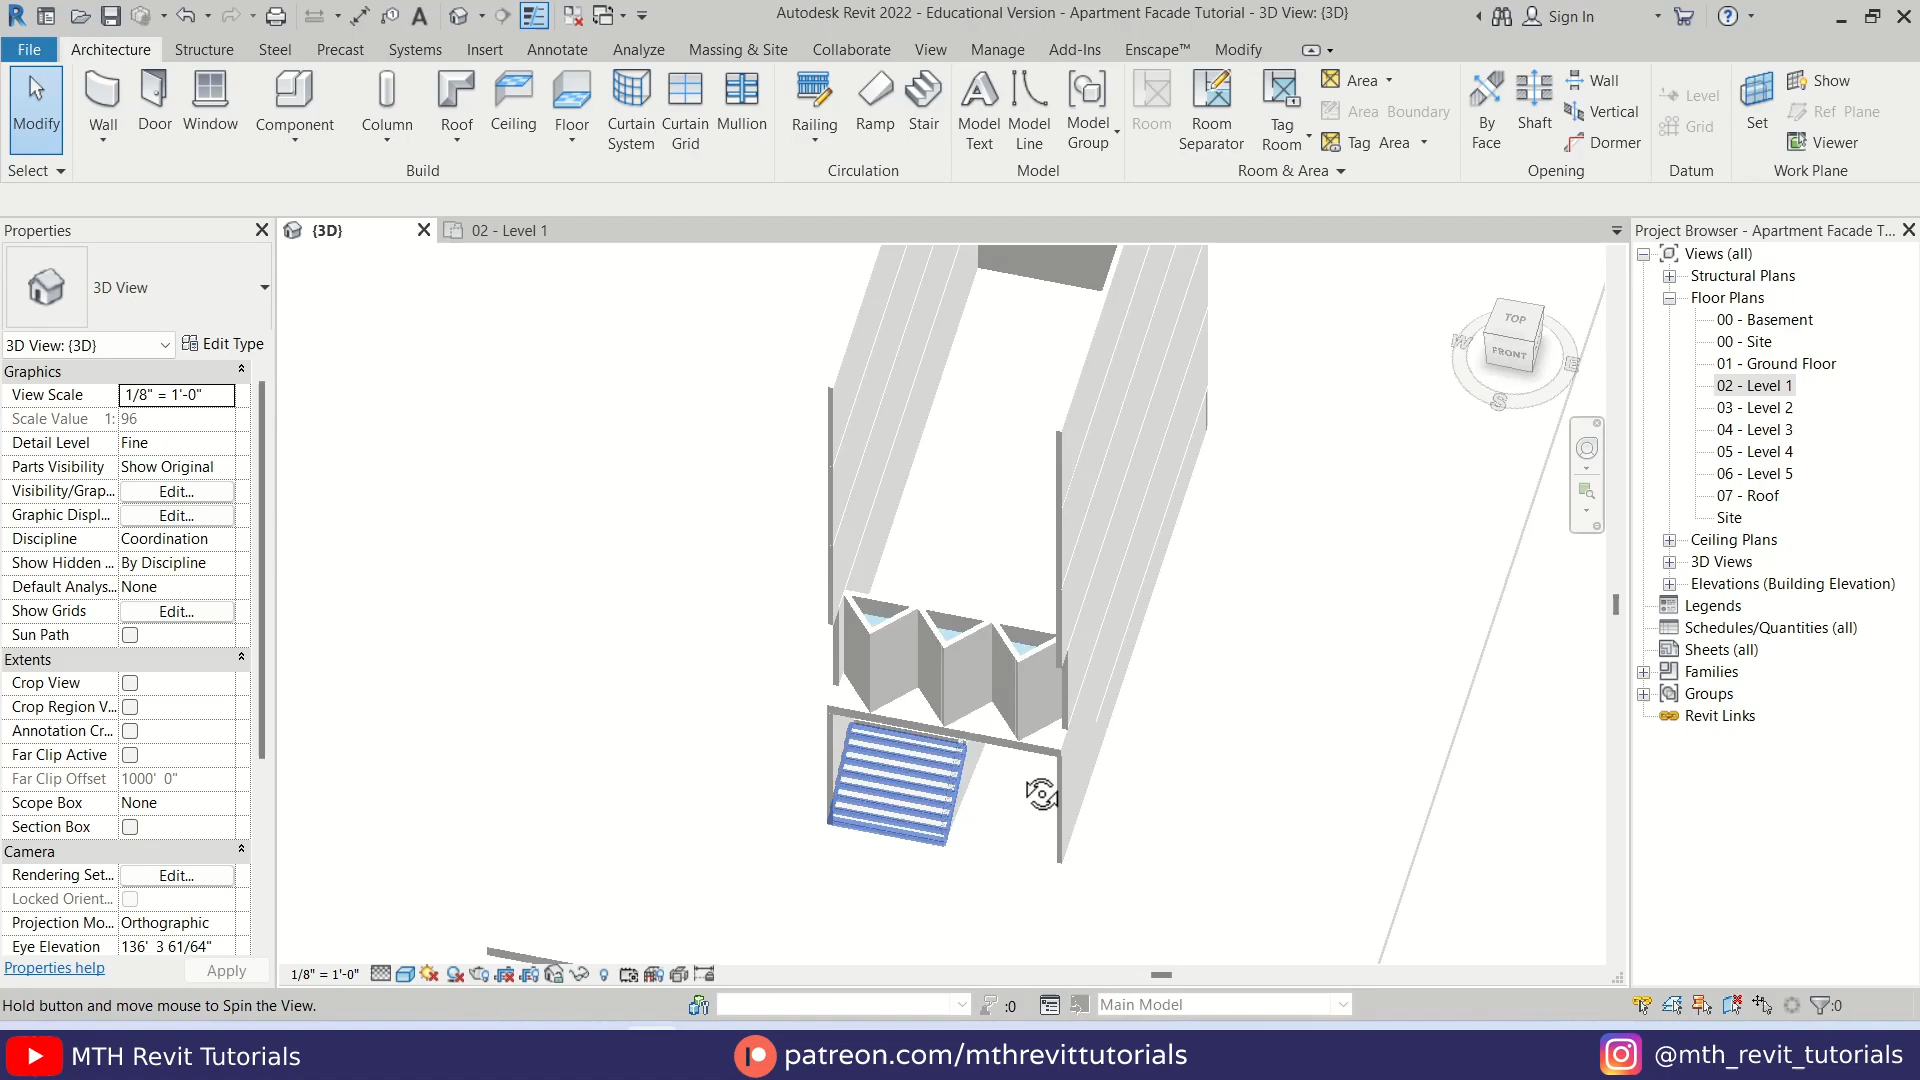 Autodesk Revit 2022 - Educational Version - Apartment Facade Tutorial - 3D View: {3D}
Sign In
File Architecture Structure Steel Precast Systems Insert Annotate Analyze Massing & Site Collaborate View Manage Add-Ins Enscape™ Modify
Modify
Wall
Door
Window
Component
Column
Roof
Ceiling
Floor
Curtain System
Curtain Grid
Mullion
Railing
Ramp
Stair
Model Text
Model Line
Model Group
Room
Room Separator
Tag Room
Area
Area Boundary
Tag Area
By Face
Shaft
Wall
Vertical
Dormer
Level
Grid
Set
Show
Ref Plane
Viewer
Select Build Circulation Model Room & Area Opening Datum Work Plane
Properties
3D View
3D View: {3D} Edit Type
Graphics
View Scale 1/8" = 1'-0"
Scale Value 1: 96
Detail Level Fine
Parts Visibility Show Original
Visibility/Grap... Edit...
Graphic Displ... Edit...
Discipline Coordination
Show Hidden ... By Discipline
Default Analys... None
Show Grids Edit...
Sun Path
Extents
Crop View
Crop Region V...
Annotation Cr...
Far Clip Active
Far Clip Offset 1000' 0"
Scope Box None
Section Box
Camera
Rendering Set... Edit...
Locked Orient...
Projection Mo... Orthographic
Eye Elevation 136' 3 61/64"
Properties help Apply
{3D} 02 - Level 1
TOP
FRONT
W
E
S
1/8" = 1'-0"
Project Browser - Apartment Facade T...
Views (all)
Structural Plans
Floor Plans
00 - Basement
00 - Site
01 - Ground Floor
02 - Level 1
03 - Level 2
04 - Level 3
05 - Level 4
06 - Level 5
07 - Roof
Site
Ceiling Plans
3D Views
Elevations (Building Elevation)
Legends
Schedules/Quantities (all)
Sheets (all)
Families
Groups
Revit Links
Hold button and move mouse to Spin the View. :0 Main Model :0
MTH Revit Tutorials patreon.com/mthrevittutorials @mth_revit_tutorials